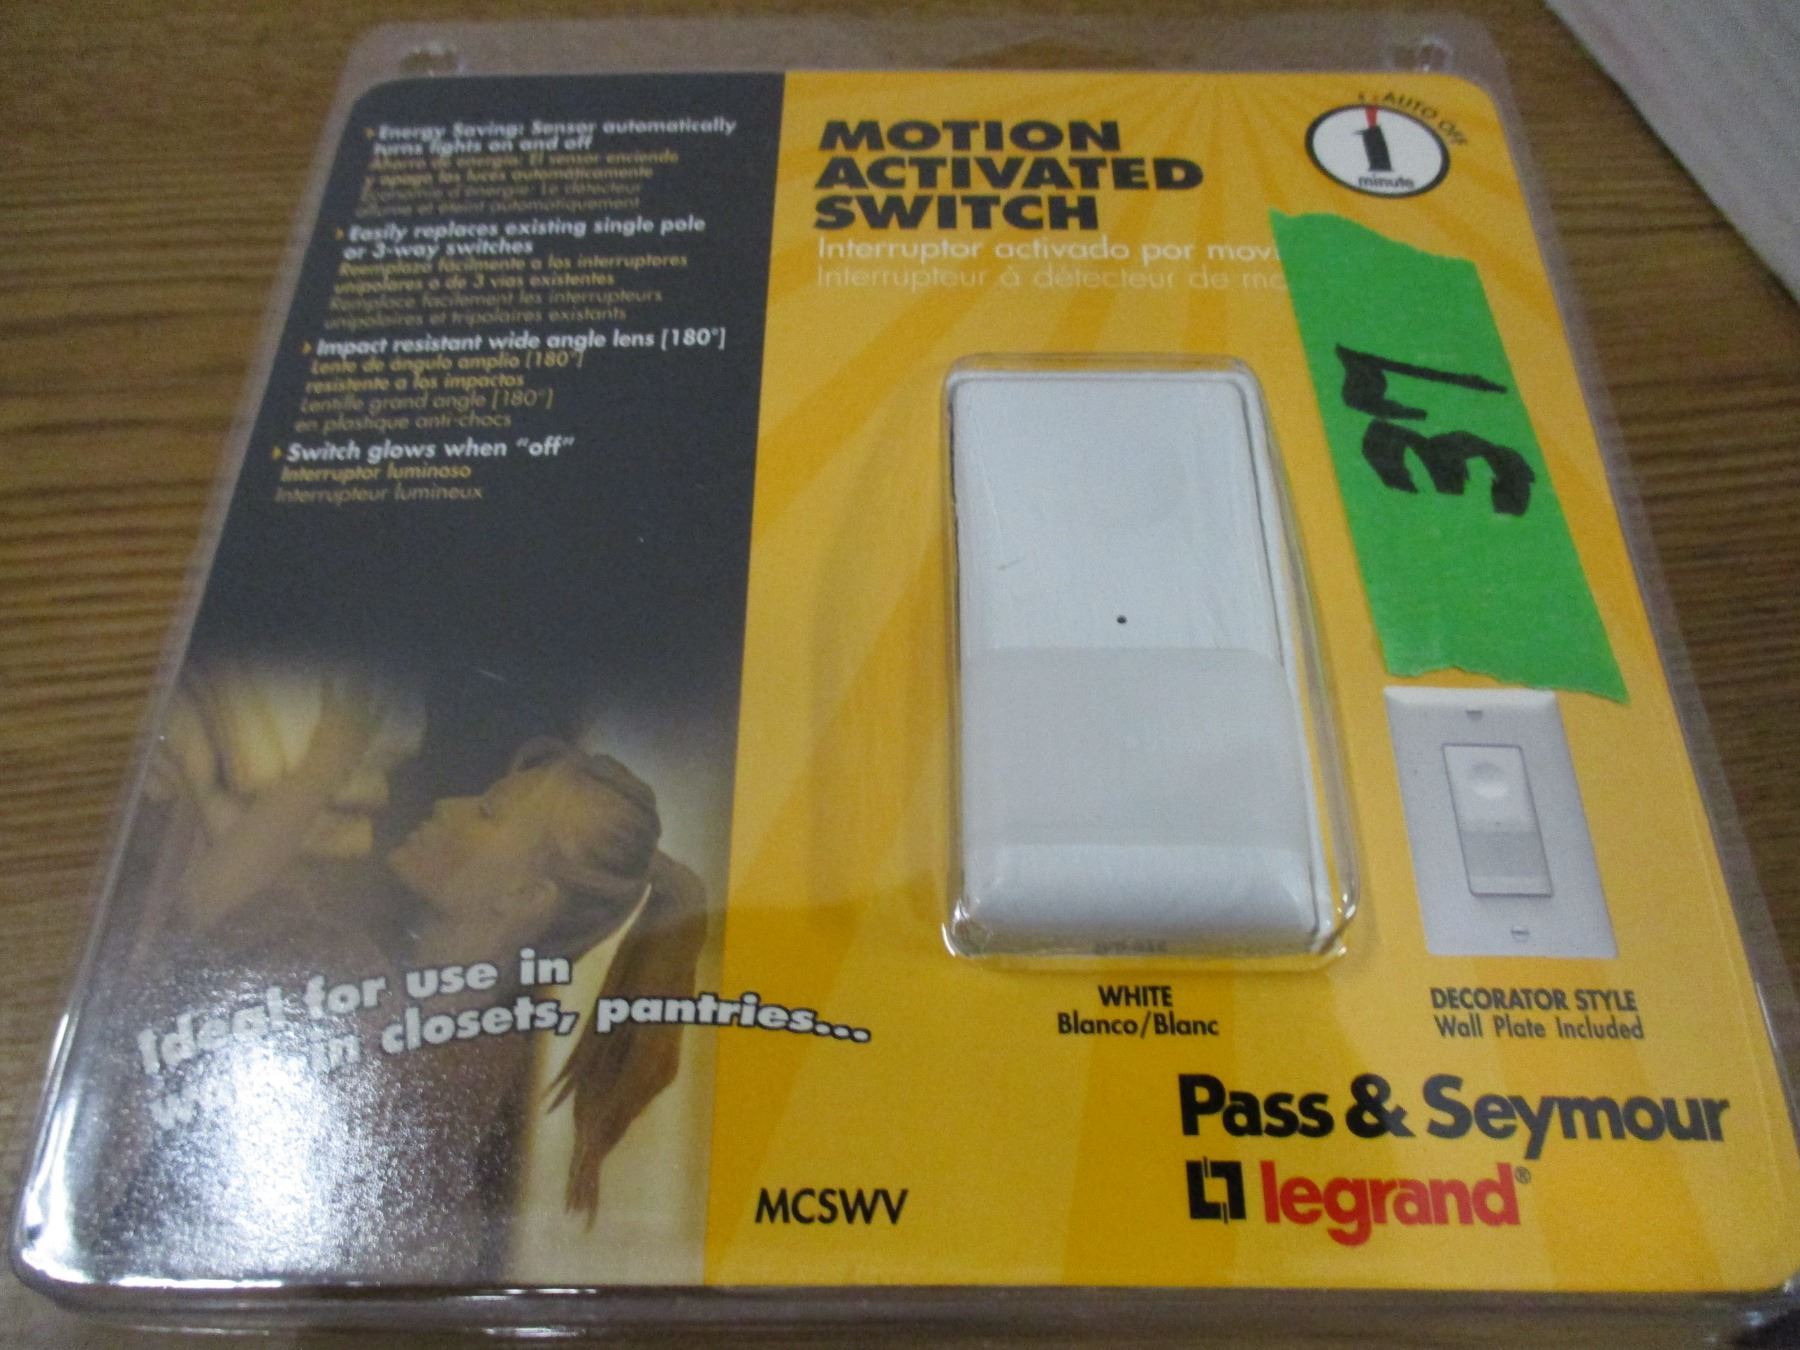 Energy Saving: Sensor automatically
turns lights on and off
Ahorro de energía: El sensor enciende
y apaga las luces automáticamente
Économie d'énergie: Le détecteur
allume et éteint automatiquement
Easily replaces existing single pole
or 3-way switches
Reemplaza fácilmente a los interruptores
unipolares o de 3 vías existentes
Remplace facilement les interrupteurs
unipolaires et tripolaires existants
Impact resistant wide angle lens [180°]
Lente de ángulo amplio [180°]
resistente a los impactos
Lentille grand angle [180°]
en plastique anti-chocs
Switch glows when "off"
Interruptor luminoso
Interrupteur lumineux
Ideal for use in
in closets, pantries...
MOTION
ACTIVATED
SWITCH
Interruptor activado por
Interrupteur à détecteur de
AUTO OFF
1
minute
37
WHITE
Blanco/Blanc
DECORATOR STYLE
Wall Plate Included
Pass & Seymour
legrand®
MCSWV